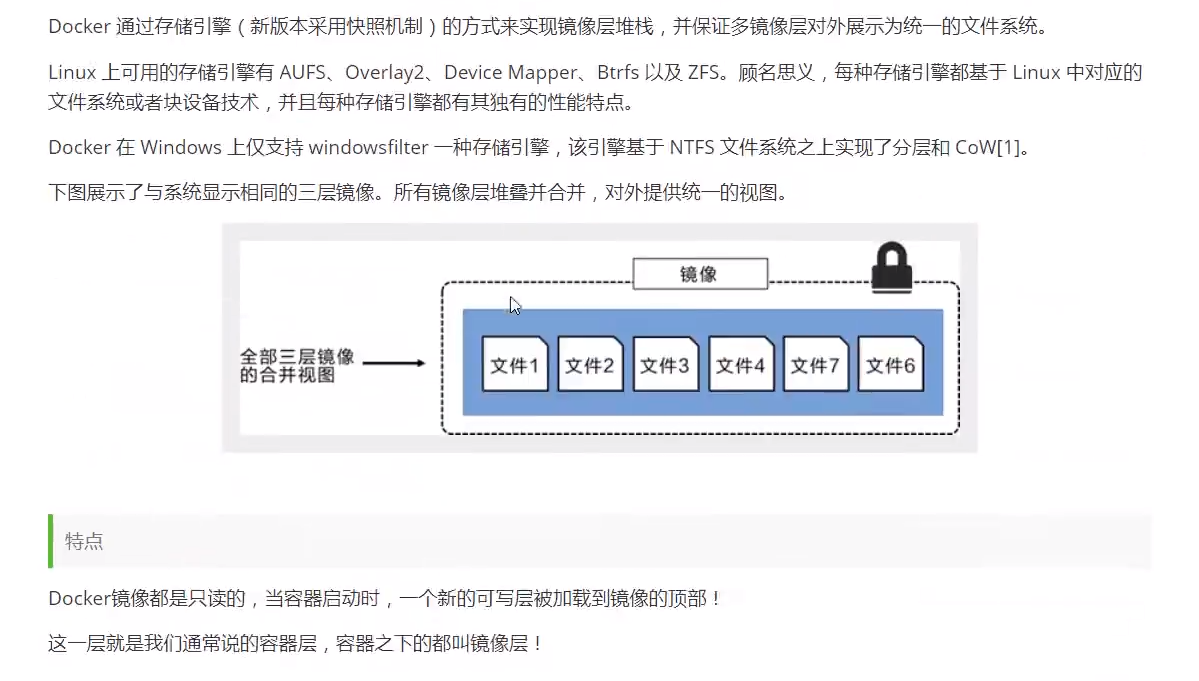 Docker 通过存储引擎（新版本采用快照机制）的方式来实现镜像层堆栈，并保证多镜像层对外展示为统一的文件系统。
Linux 上可用的存储引擎有 AUFS、Overlay2、Device Mapper、Btrfs 以及 ZFS。顾名思义，每种存储引擎都基于 Linux 中对应的
文件系统或者块设备技术，并且每种存储引擎都有其独有的性能特点。
Docker 在 Windows 上仅支持 windowsfilter 一种存储引擎，该引擎基于 NTFS 文件系统之上实现了分层和 CoW[1]。
下图展示了与系统显示相同的三层镜像。所有镜像层堆叠并合并，对外提供统一的视图。
镜像
全部三层镜像
的合并视图
文件1 文件2 文件3 文件4 文件7 文件6
特点
Docker镜像都是只读的，当容器启动时，一个新的可写层被加载到镜像的顶部！
这一层就是我们通常说的容器层，容器之下的都叫镜像层！